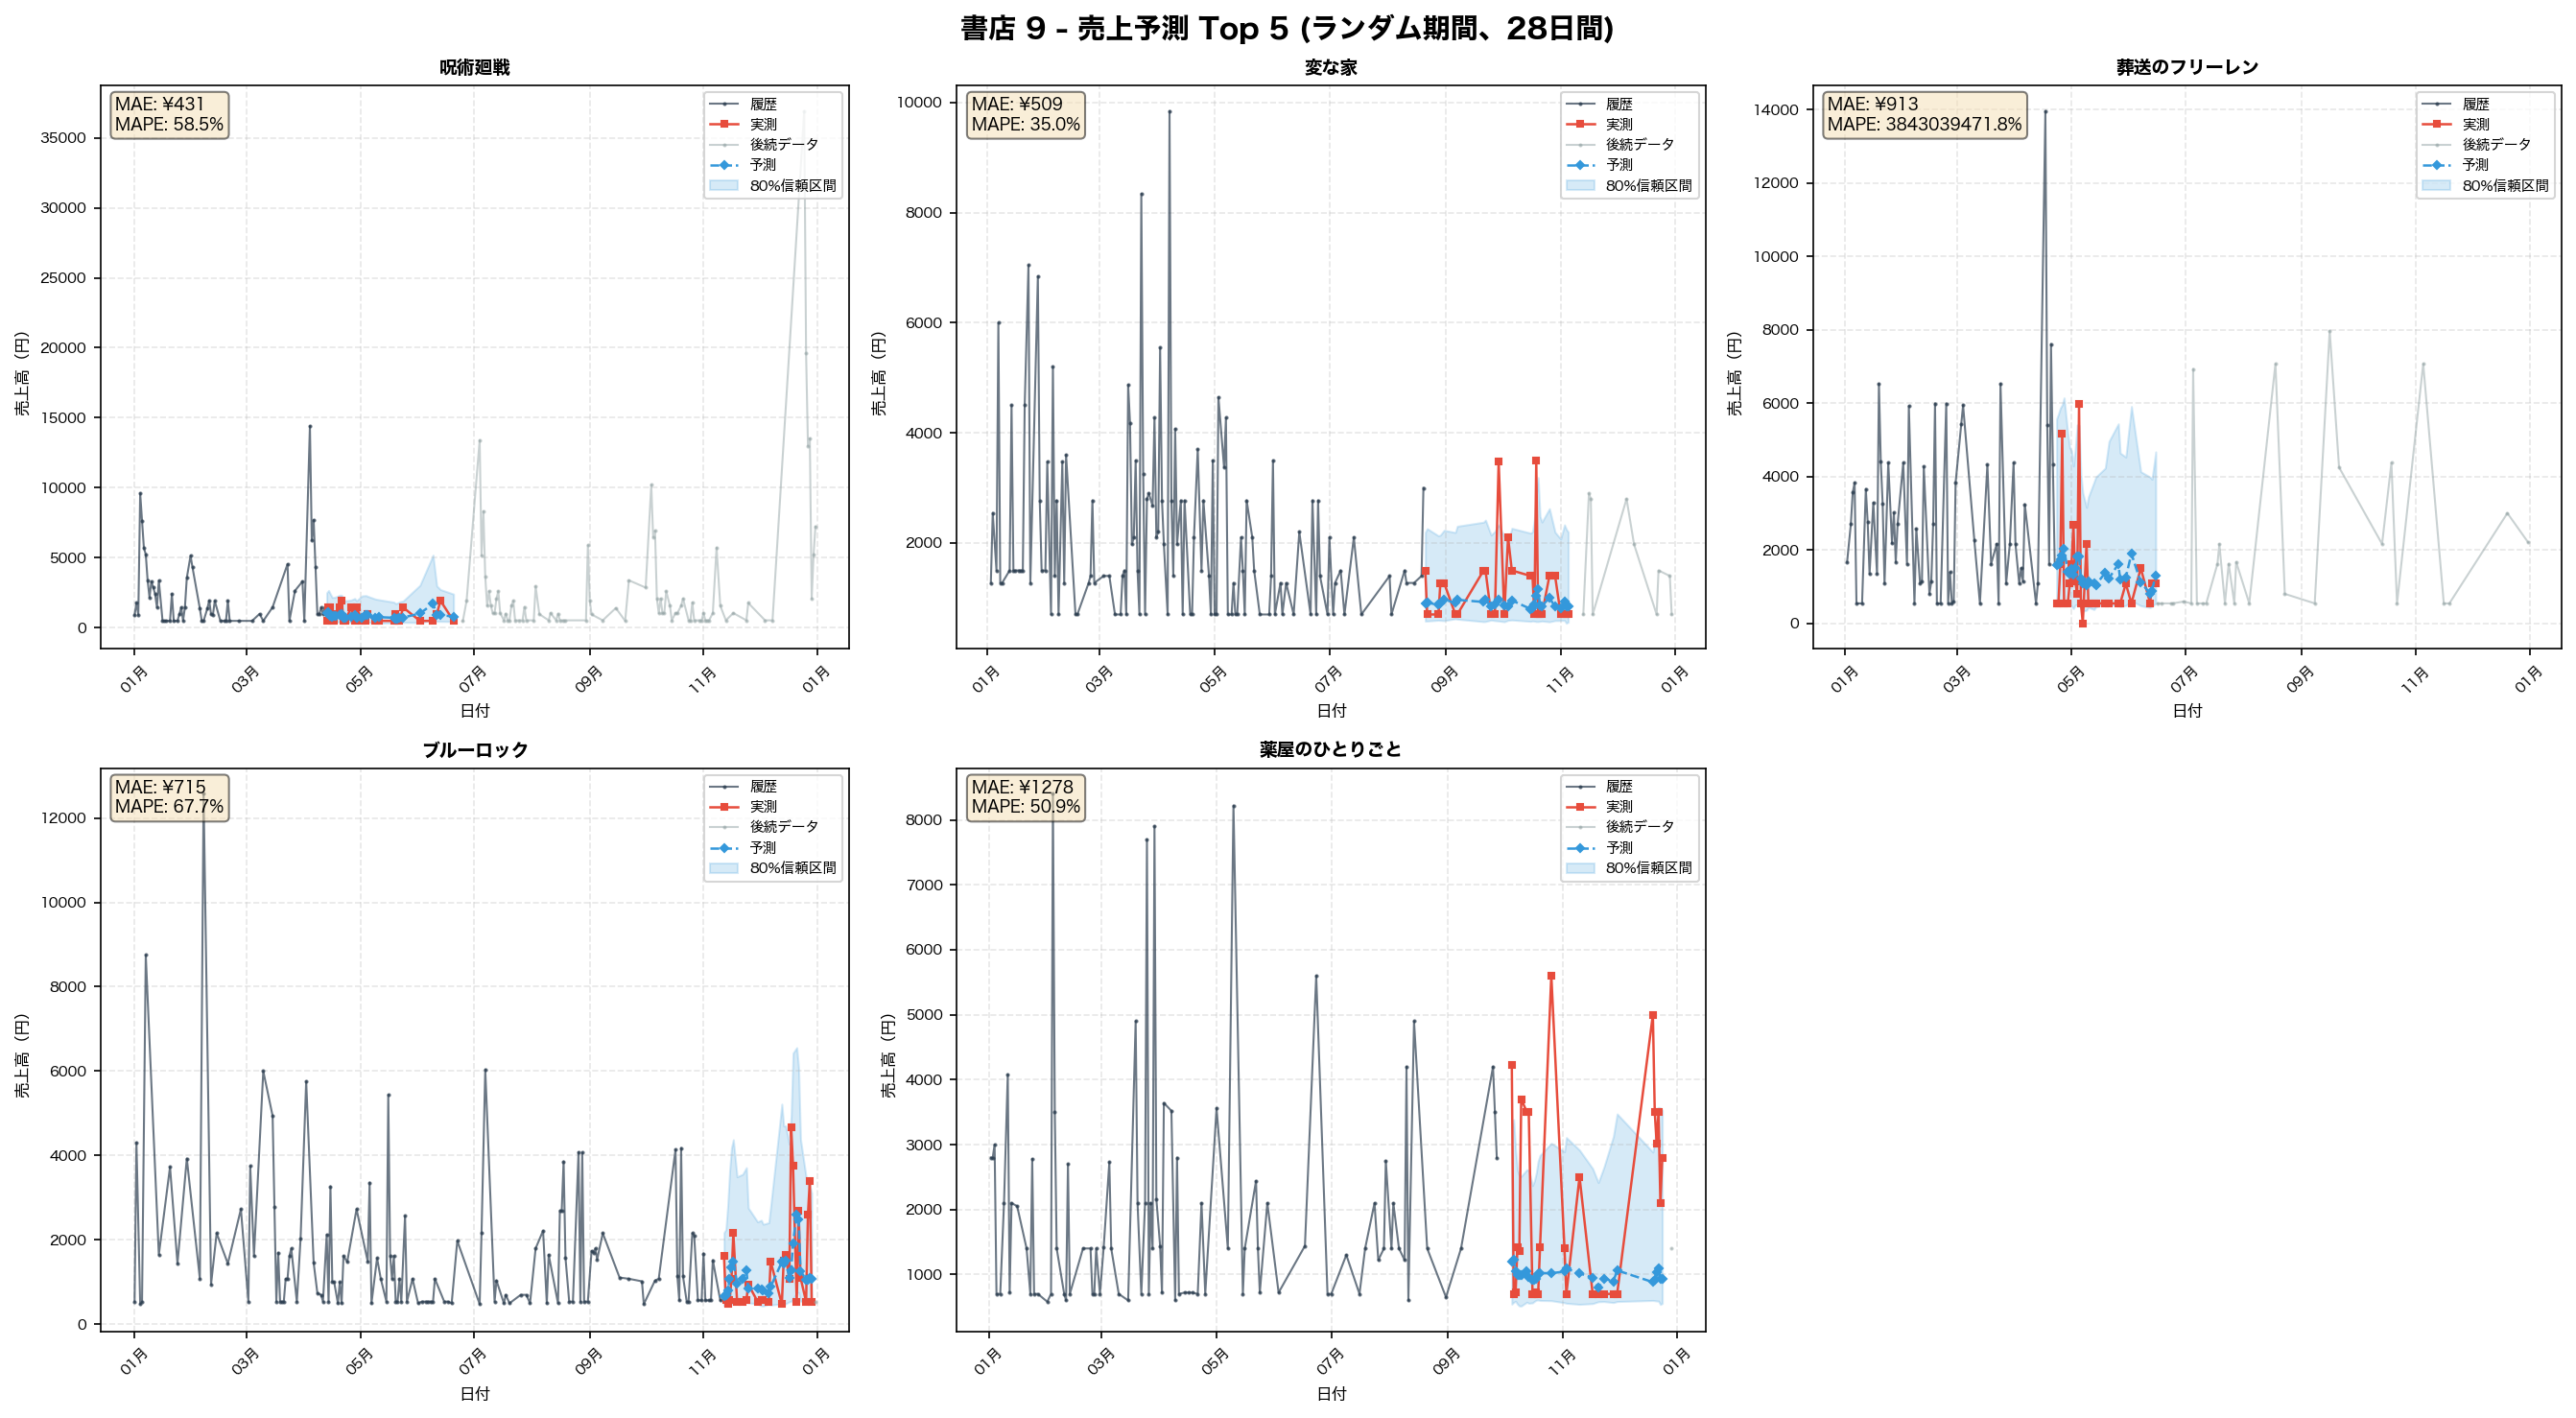 書店 9 - 売上予測 Top 5 (ランダム期間、28日間)
呪術廻戦
MAE: ¥431
MAPE: 58.5%
履歴
実測
後続データ
予測
80%信頼区間
売上高（円）
35000
30000
25000
20000
15000
10000
5000
0
01月
03月
05月
07月
09月
11月
01月
日付
変な家
MAE: ¥509
MAPE: 35.0%
履歴
実測
後続データ
予測
80%信頼区間
売上高（円）
10000
8000
6000
4000
2000
01月
03月
05月
07月
09月
11月
01月
日付
葬送のフリーレン
MAE: ¥913
MAPE: 3843039471.8%
履歴
実測
後続データ
予測
80%信頼区間
売上高（円）
14000
12000
10000
8000
6000
4000
2000
0
01月
03月
05月
07月
09月
11月
01月
日付
ブルーロック
MAE: ¥715
MAPE: 67.7%
履歴
実測
後続データ
予測
80%信頼区間
売上高（円）
12000
10000
8000
6000
4000
2000
0
01月
03月
05月
07月
09月
11月
01月
日付
薬屋のひとりごと
MAE: ¥1278
MAPE: 50.9%
履歴
実測
後続データ
予測
80%信頼区間
売上高（円）
8000
7000
6000
5000
4000
3000
2000
1000
01月
03月
05月
07月
09月
11月
01月
日付